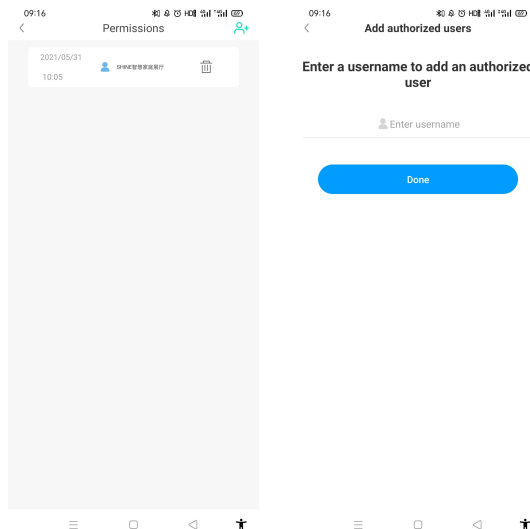 09:16
Permissions
2021/05/31
10:05
SHINE智慧家庭展厅
09:16
Add authorized users
Enter a username to add an authorized
user
Enter username
Done